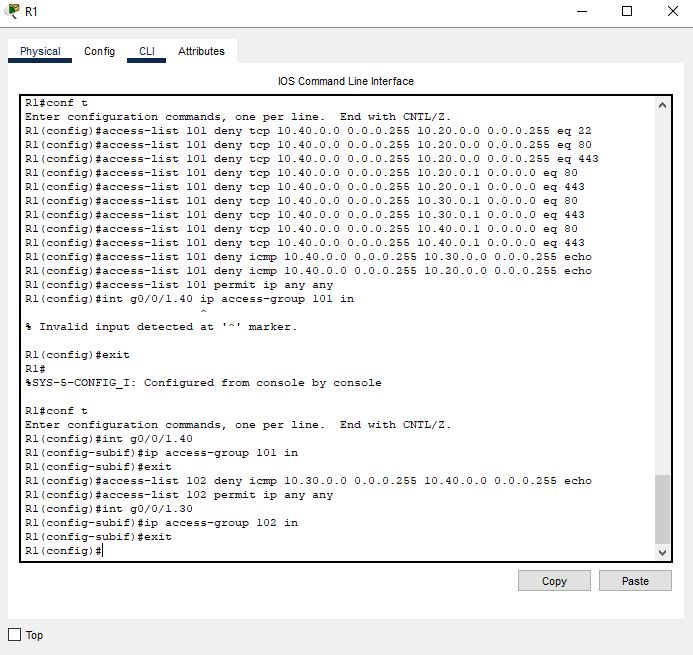 R1
Physical Config CLI Attributes
IOS Command Line Interface
R1#conf t
Enter configuration commands, one per line. End with CNTL/Z.
R1(config)#access-list 101 deny tcp 10.40.0.0 0.0.0.255 10.20.0.0 0.0.0.255 eq 22
R1(config)#access-list 101 deny tcp 10.40.0.0 0.0.0.255 10.20.0.0 0.0.0.255 eq 80
R1(config)#access-list 101 deny tcp 10.40.0.0 0.0.0.255 10.20.0.0 0.0.0.255 eq 443
R1(config)#access-list 101 deny tcp 10.40.0.0 0.0.0.255 10.20.0.1 0.0.0.0 eq 80
R1(config)#access-list 101 deny tcp 10.40.0.0 0.0.0.255 10.20.0.1 0.0.0.0 eq 443
R1(config)#access-list 101 deny tcp 10.40.0.0 0.0.0.255 10.30.0.1 0.0.0.0 eq 80
R1(config)#access-list 101 deny tcp 10.40.0.0 0.0.0.255 10.30.0.1 0.0.0.0 eq 443
R1(config)#access-list 101 deny tcp 10.40.0.0 0.0.0.255 10.40.0.1 0.0.0.0 eq 80
R1(config)#access-list 101 deny tcp 10.40.0.0 0.0.0.255 10.40.0.1 0.0.0.0 eq 443
R1(config)#access-list 101 deny icmp 10.40.0.0 0.0.0.255 10.30.0.0 0.0.0.255 echo
R1(config)#access-list 101 deny icmp 10.40.0.0 0.0.0.255 10.20.0.0 0.0.0.255 echo
R1(config)#access-list 101 permit ip any any
R1(config)#int g0/0/1.40 ip access-group 101 in
^
% Invalid input detected at '^' marker.
R1(config)#exit
R1#
%SYS-5-CONFIG_I: Configured from console by console
R1#conf t
Enter configuration commands, one per line. End with CNTL/Z.
R1(config)#int g0/0/1.40
R1(config-subif)#ip access-group 101 in
R1(config-subif)#exit
R1(config)#access-list 102 deny icmp 10.30.0.0 0.0.0.255 10.40.0.0 0.0.0.255 echo
R1(config)#access-list 102 permit ip any any
R1(config)#int g0/0/1.30
R1(config-subif)#ip access-group 102 in
R1(config-subif)#exit
R1(config)#
Copy Paste
Top